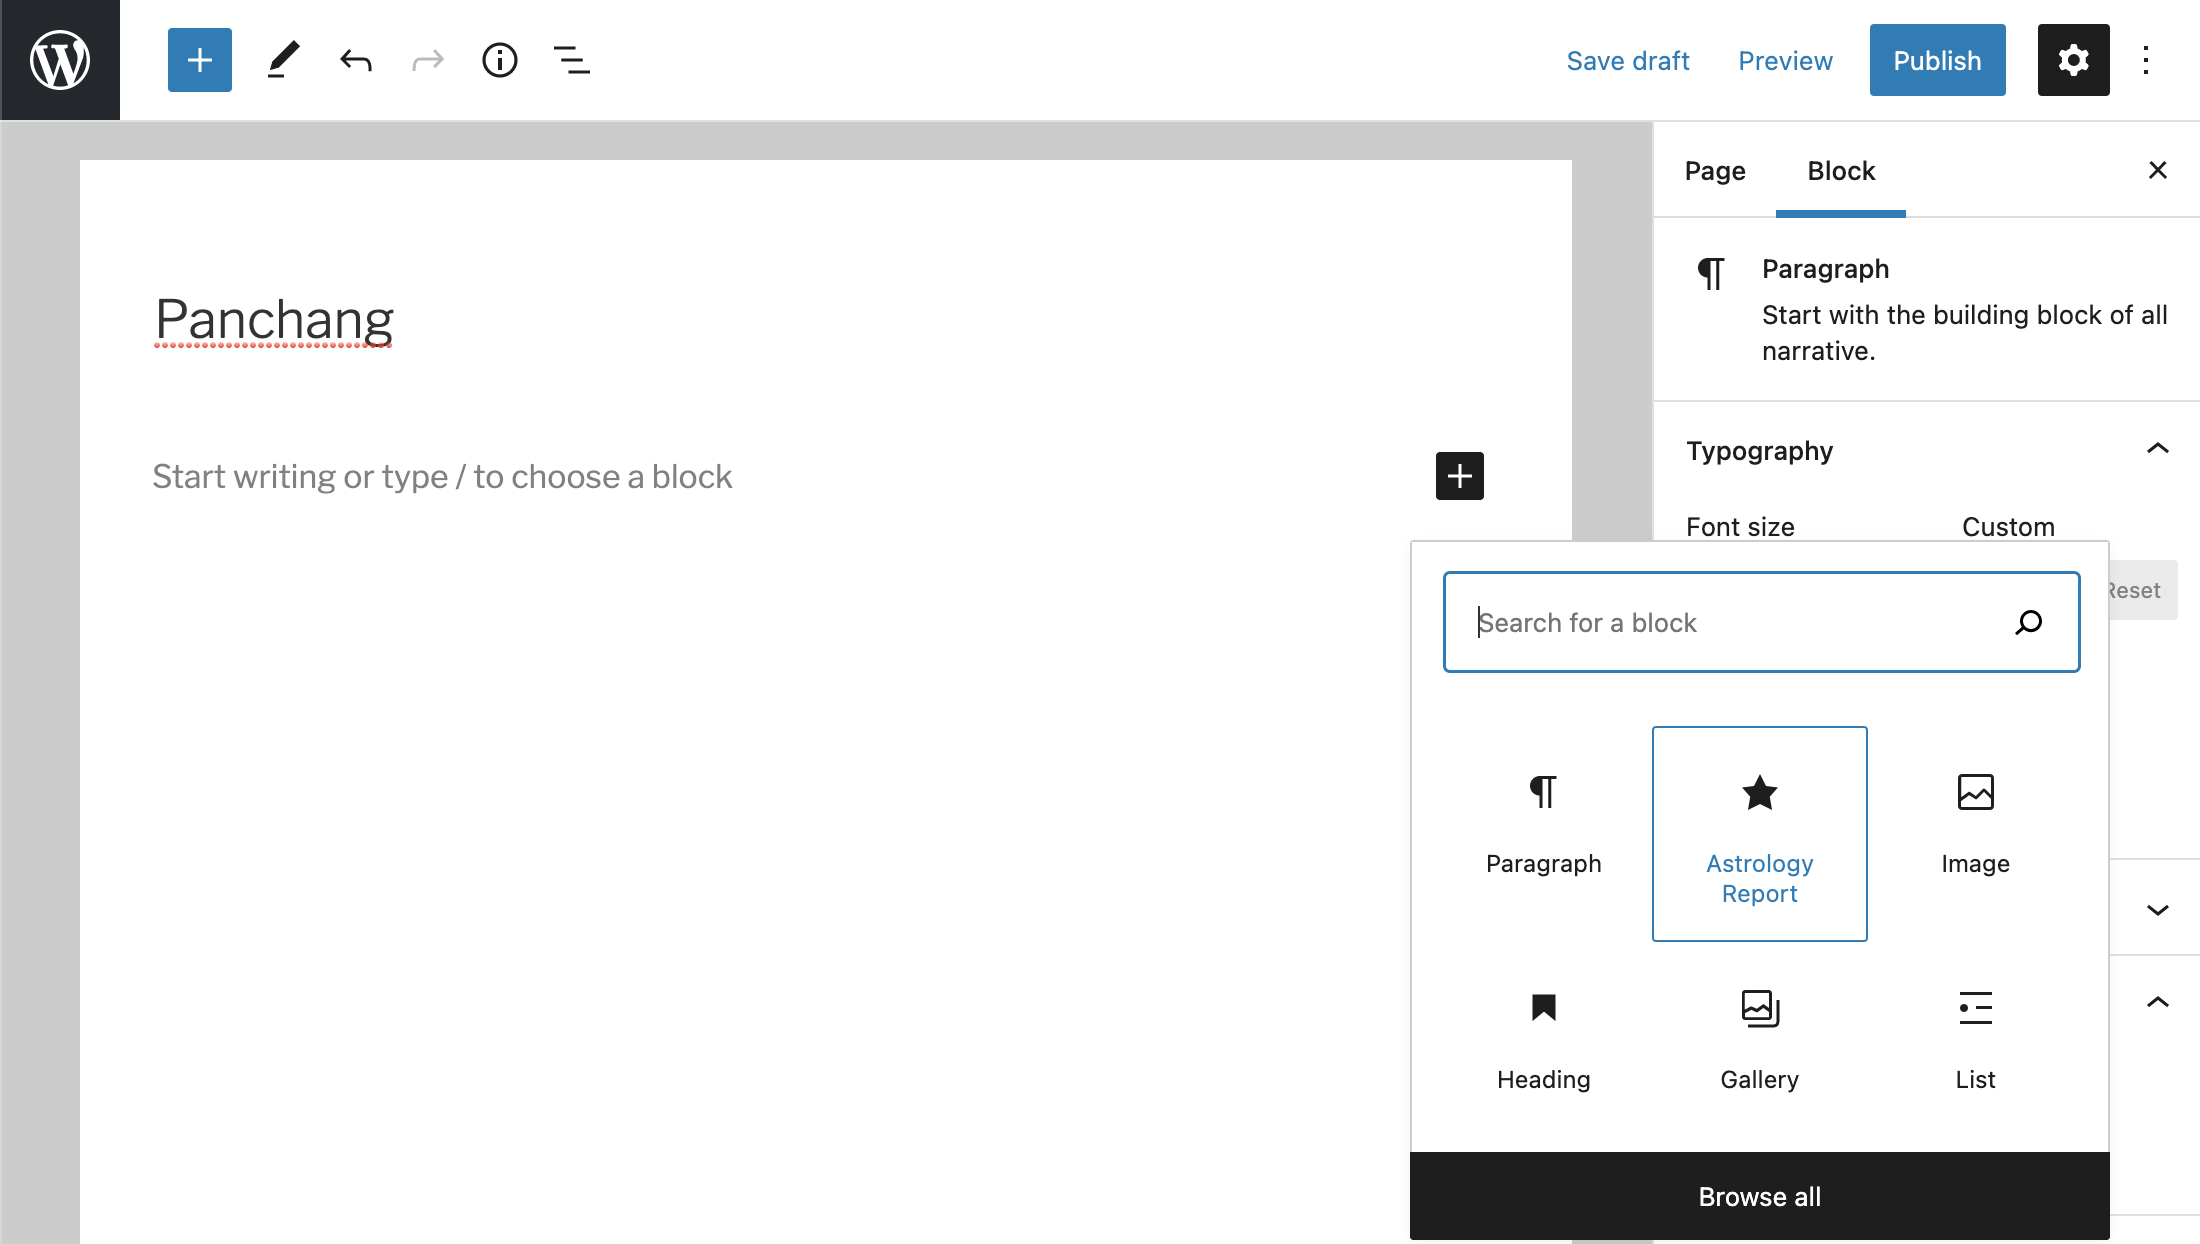 Save draft
Preview
Publish
Page
Block
Paragraph
Start with the building block of all
narrative.
Panchang
Start writing or type / to choose a block
Typography
Font size
Custom
Reset
Search for a block
Paragraph
Astrology
Report
Image
Heading
Gallery
List
Browse all